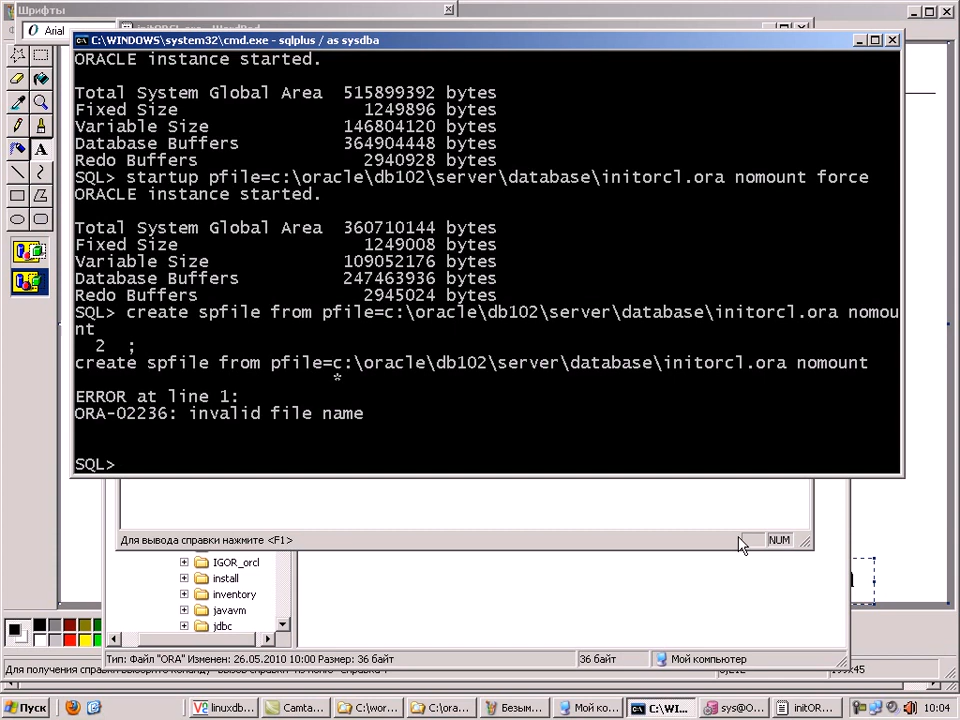 Шрифты
Arial
C:\WINDOWS\system32\cmd.exe - sqlplus / as sysdba
ORACLE instance started.
Total System Global Area  515899392 bytes
Fixed Size                  1249896 bytes
Variable Size             146804120 bytes
Database Buffers          364904448 bytes
Redo Buffers                2940928 bytes
SQL> startup pfile=c:\oracle\db102\server\database\initorcl.ora nomount force
ORACLE instance started.
Total System Global Area  360710144 bytes
Fixed Size                  1249008 bytes
Variable Size             109052176 bytes
Database Buffers          247463936 bytes
Redo Buffers                2945024 bytes
SQL> create spfile from pfile=c:\oracle\db102\server\database\initorcl.ora nomou
nt
  2  ;
create spfile from pfile=c:\oracle\db102\server\database\initorcl.ora nomount
*
ERROR at line 1:
ORA-02236: invalid file name
SQL>
Для вывода справки нажмите <F1>
NUM
IGOR_orcl
install
inventory
javavm
jdbc
Тип: Файл "ORA" Изменен: 26.05.2010 10:00 Размер: 36 байт
36 байт
Мой компьютер
Пуск
linuxdb...
Camta...
C:\wor...
C:\ora...
Безым...
Мой ко...
C:\WI...
sys@O...
initOR...
10:04